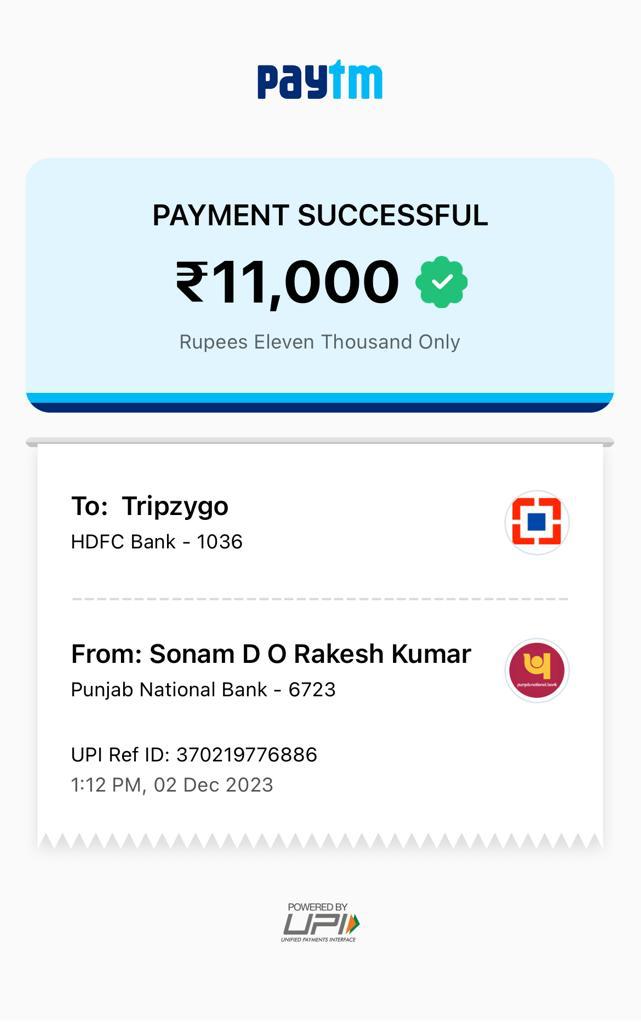 paytm
PAYMENT SUCCESSFUL
₹11,000
Rupees Eleven Thousand Only
To: Tripzygo
HDFC Bank - 1036
From: Sonam D O Rakesh Kumar
प
punjab national bank
Punjab National Bank - 6723
UPI Ref ID: 370219776886
1:12 PM, 02 Dec 2023
POWERED BY
UPI
UNIFIED PAYMENTS INTERFACE